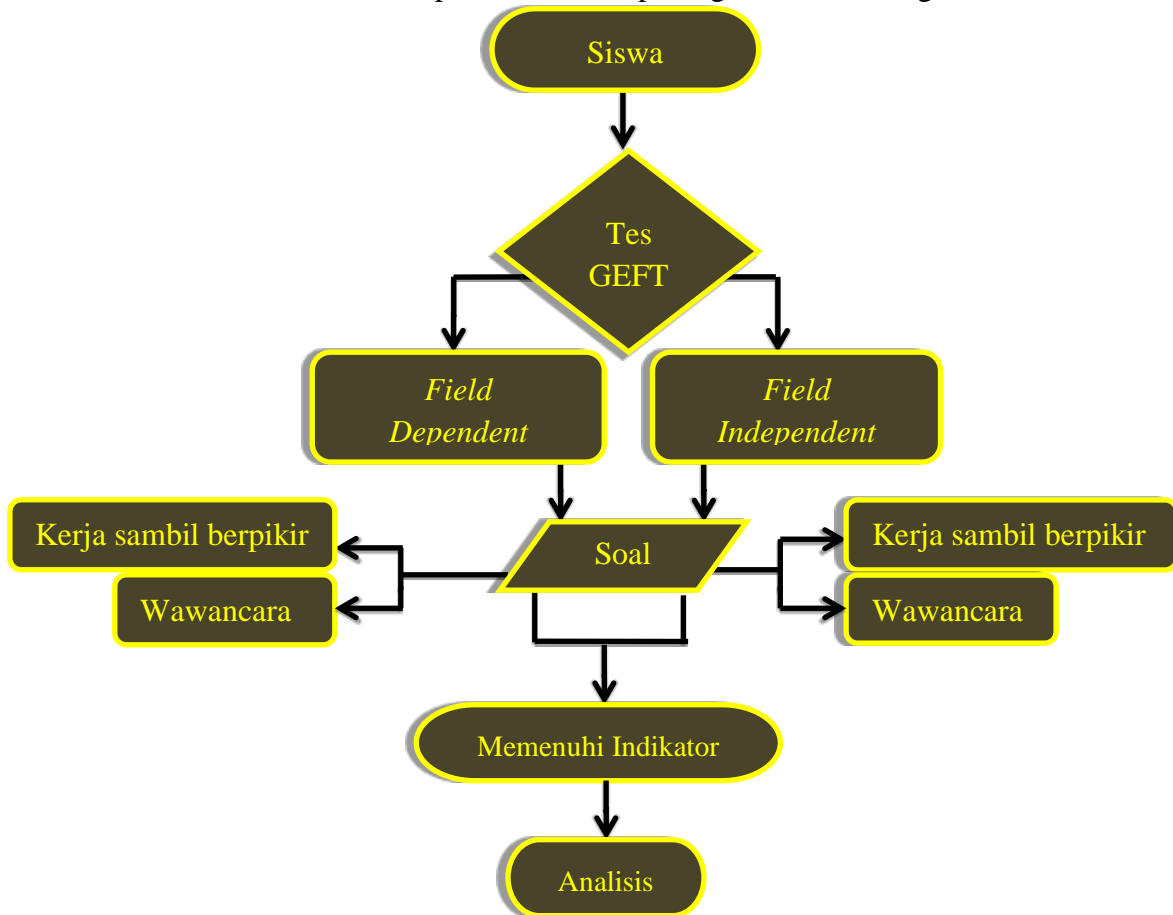 Siswa
Tes
GEFT
Field
Dependent
Field
Independent
Kerja sambil berpikir
Wawancara
Soal
Kerja sambil berpikir
Wawancara
Memenuhi Indikator
Analisis